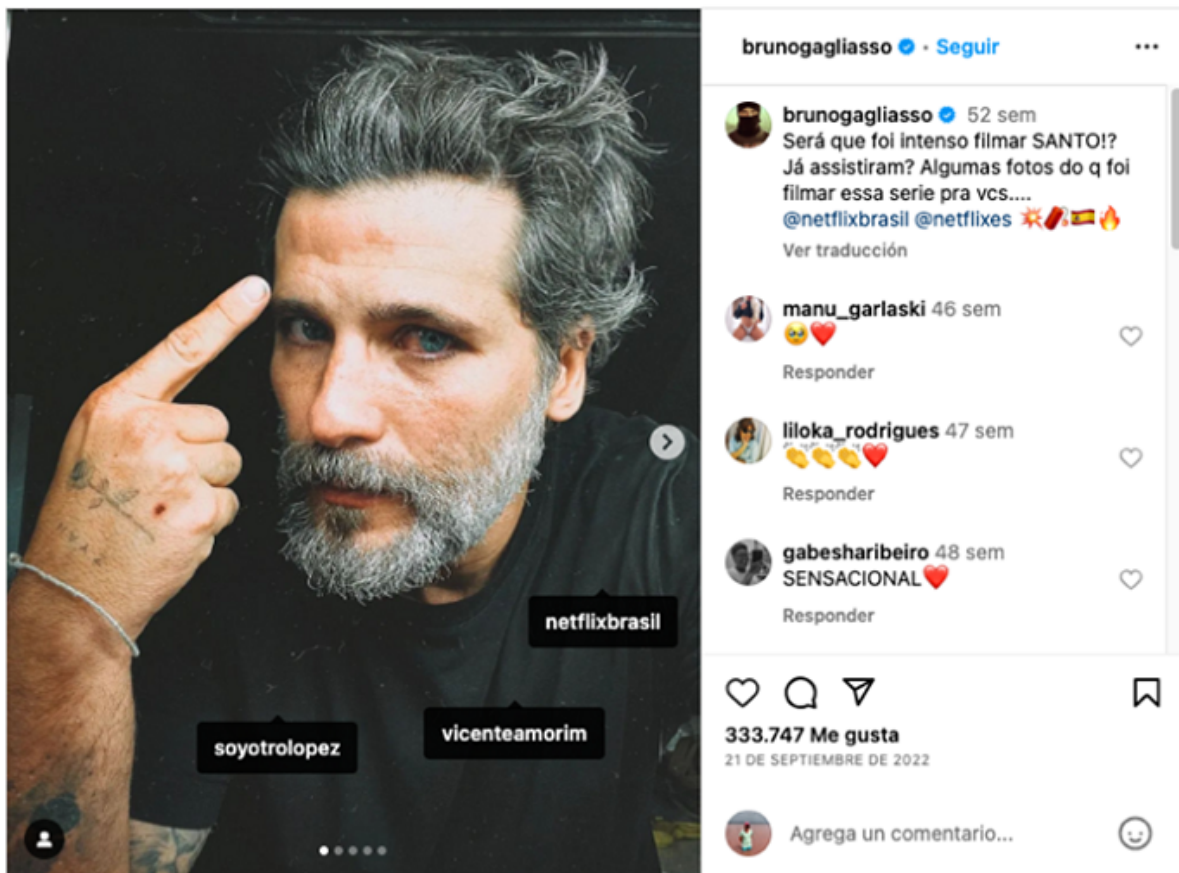 brunogagliasso • Seguir
brunogagliasso 52 sem
Será que foi intenso filmar SANTO!?
Já assistiram? Algumas fotos do q foi
filmar essa serie pra vcs....
@netflixbrasil @netflixes 💥🧨🇪🇸🔥
Ver traducción
manu_garlaski 46 sem
🥹❤️
Responder
liloka_rodrigues 47 sem
👏👏👏❤️
Responder
gabesharibeiro 48 sem
SENSACIONAL❤️
Responder
netflixbrasil
vicenteamorim
soyotrolopez
333.747 Me gusta
21 DE SEPTIEMBRE DE 2022
Agrega un comentario...